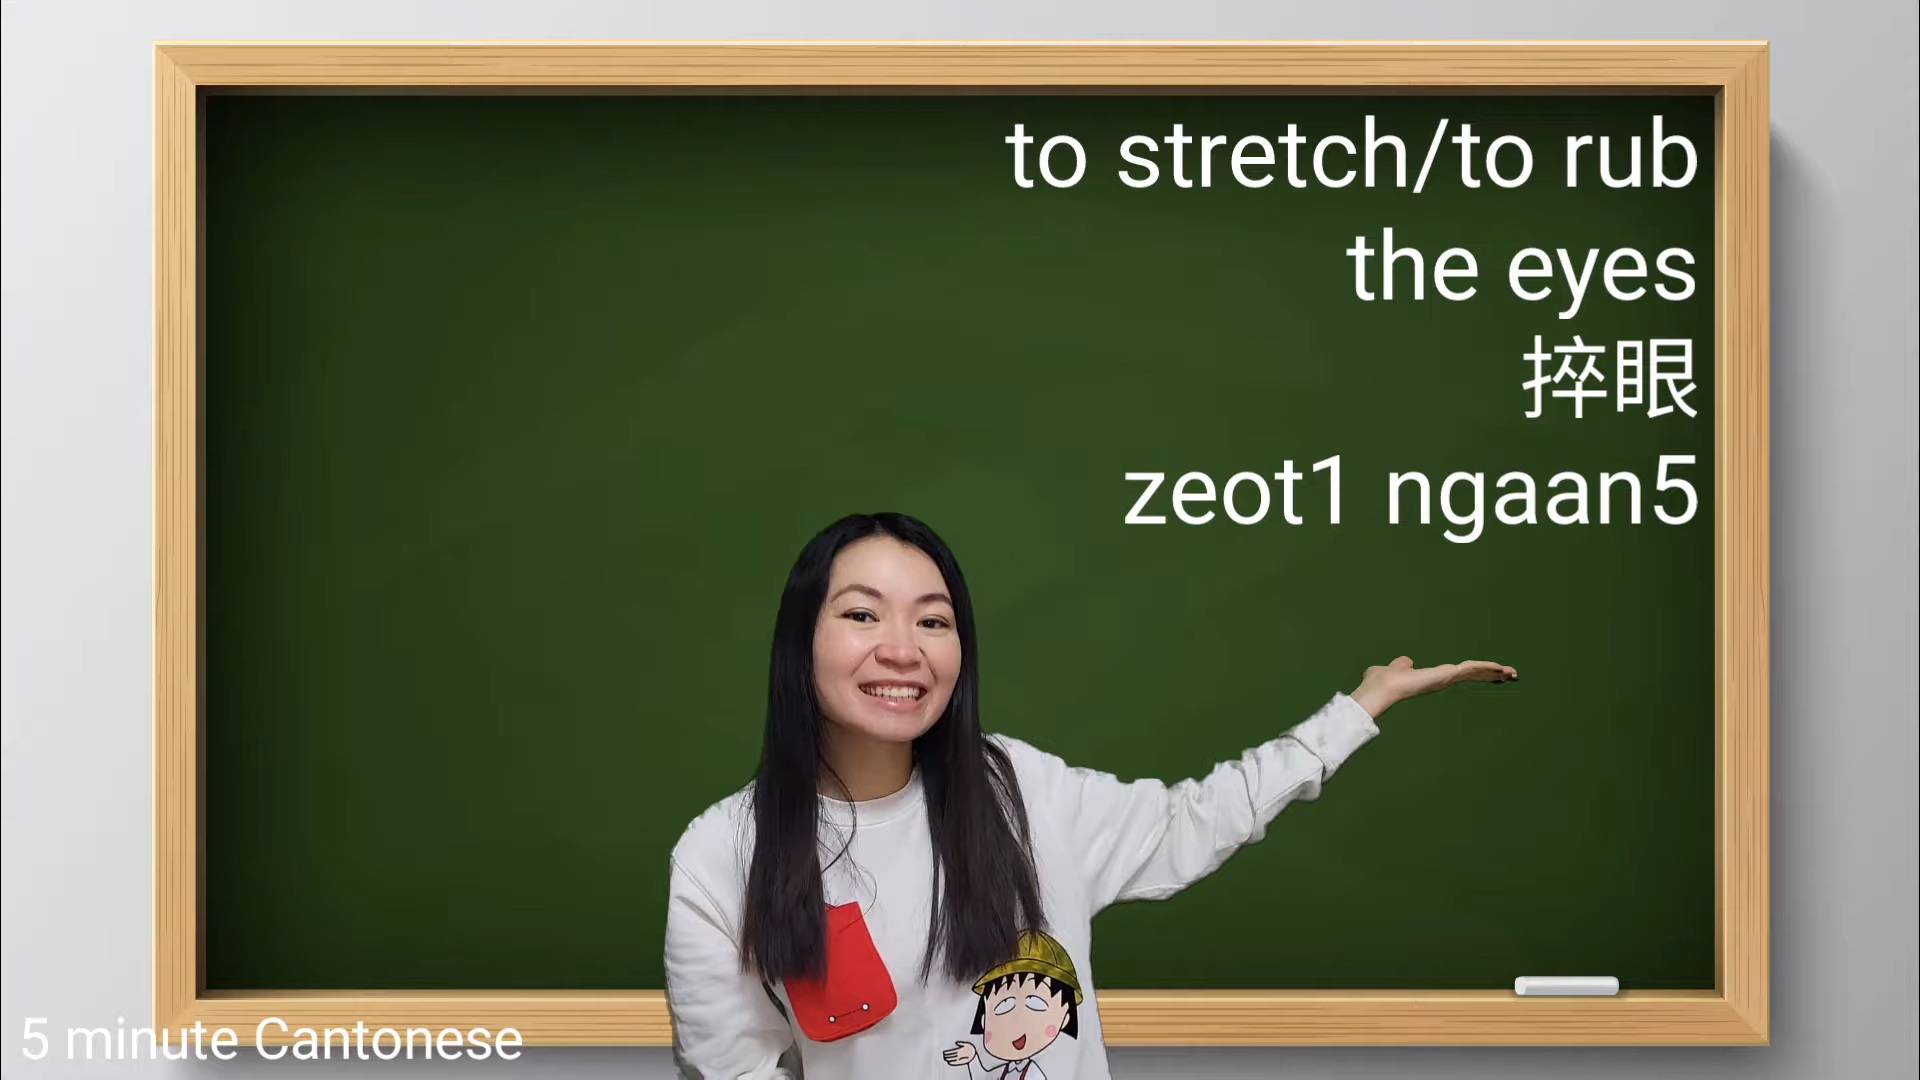 to stretch/to rub
the eyes
捽眼
zeot1 ngaan5
5 minute Cantonese